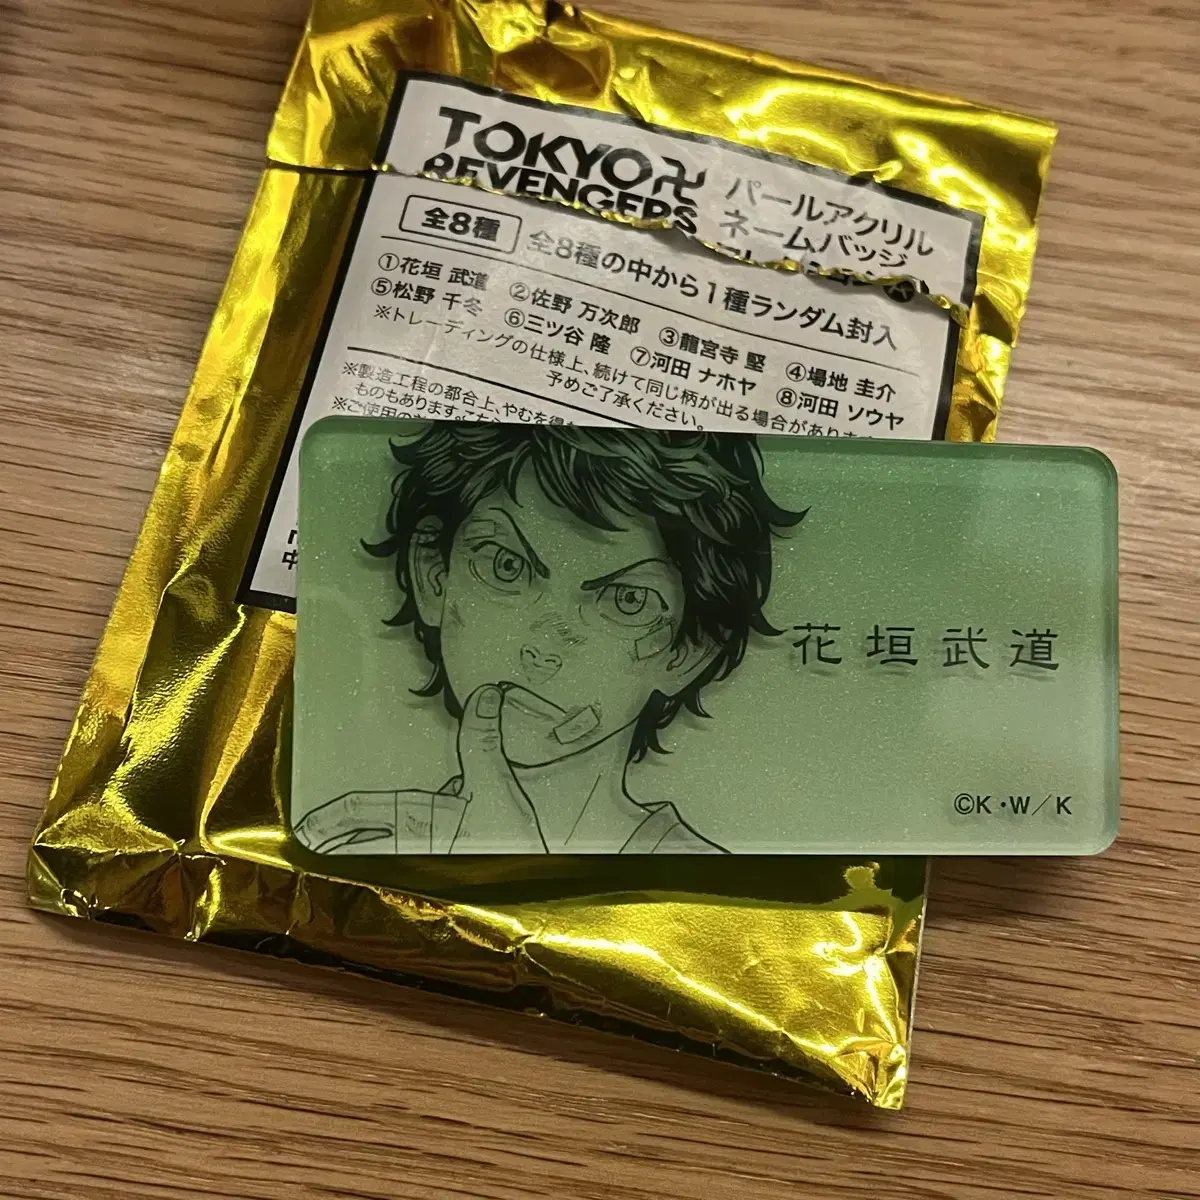 TOKYO卍
REVENGERS
パールアクリル
ネームバッジ
全8種
全8種の中から1種ランダム封入
①花垣 武道 ②佐野 万次郎 ③龍宮寺 堅 ④場地 圭介
⑤松野 千冬 ⑥三ツ谷 隆 ⑦河田 ナホヤ ⑧河田 ソウヤ
※トレーディングの仕様上、続けて同じ柄が出る場合があります
予めご了承ください。
※製造工程の都合上、やむを得
ものもあります。
※ご使用の
花垣武道
©K・W/K